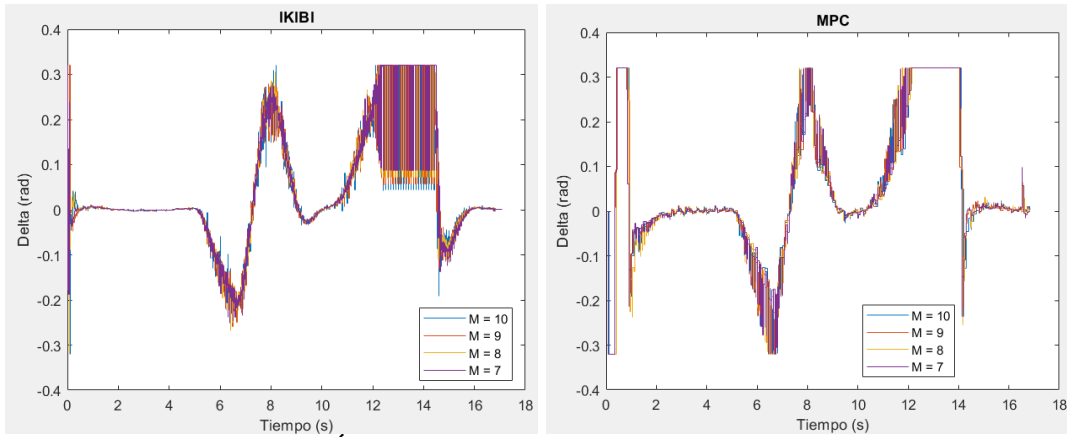 IKIBI
0.4
0.3
0.2
0.1
0
-0.1
-0.2
-0.3
-0.4
Delta (rad)
0 2 4 6 8 10 12 14 16 18
Tiempo (s)
M = 10
M = 9
M = 8
M = 7
MPC
0.4
0.3
0.2
0.1
0
-0.1
-0.2
-0.3
-0.4
Delta (rad)
0 2 4 6 8 10 12 14 16 18
Tiempo (s)
M = 10
M = 9
M = 8
M = 7